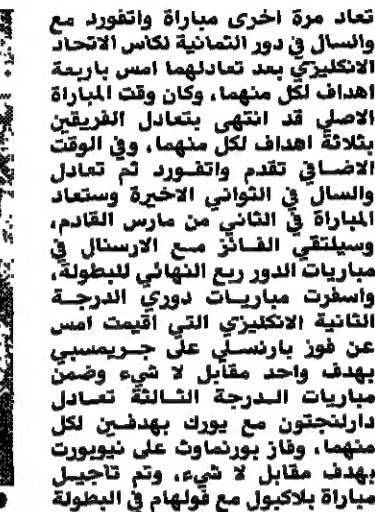 تعاد مرة اخرى مباراة واتفورد مع
والسال في دور الثمانية لكأس الاتحاد
الانكليزي بعد تعادلهما امس باربعة
اهداف لكل منهما، وكان وقت المباراة
الاصلي قد انتهى بتعادل الفريقين
بثلاثة اهداف لكل منهما، وفي الوقت
الاضافي تقدم واتفورد ثم تعادل
والسال في الثواني الاخيرة وستعاد
المباراة في الثاني من مارس القادم،
وسيلتقي الفائز مع الارسنال في
مباريات الدور ربع النهائي للبطولة،
واسفرت مباريات دوري الدرجة
الثانية الانكليزي التي اقيمت امس
عن فوز بارنسلي على جريمسبي
بهدف واحد مقابل لا شيء وضمن
مباريات الدرجة الثالثة تعادل
دارلنجتون مع يورك بهدفين لكل
منهما، وفاز بورنماوث على نيوبورت
بهدف مقابل لا شيء، وتم تاجيل
مباراة بلاكبول مع فولهام في البطولة